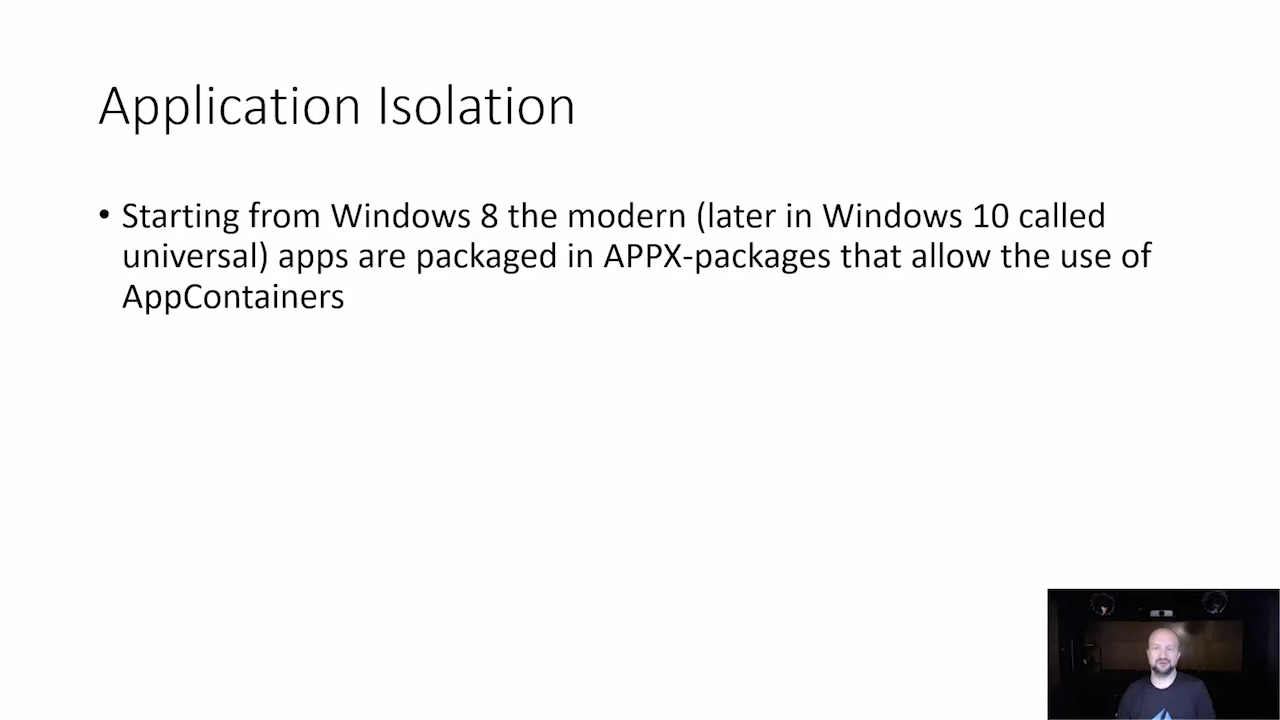 Application Isolation
• Starting from Windows 8 the modern (later in Windows 10 called
universal) apps are packaged in APPX-packages that allow the use of
AppContainers